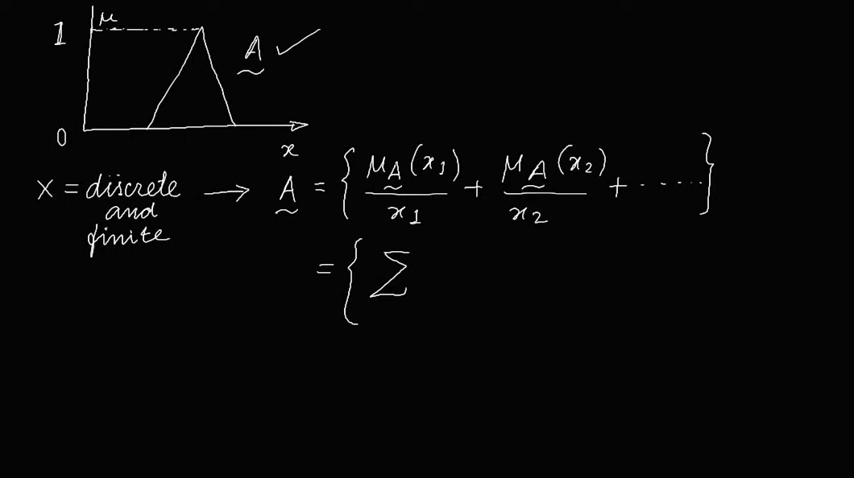 μ
1
A ✓
0
x
X = discrete and finite → A = { μA(x1)/x1 + μA(x2)/x2 + ······ }
= { Σ